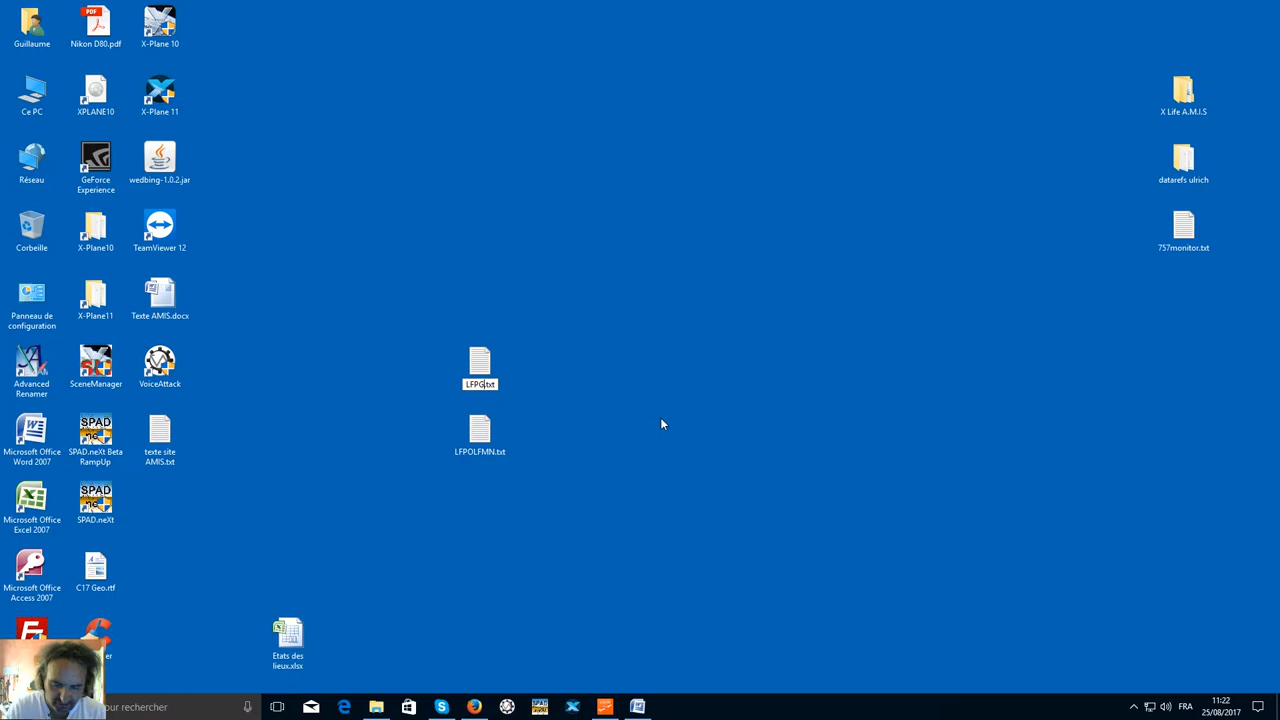 Guillaume
Nikon D80.pdf
X-Plane 10
Ce PC
XPLANE10
X-Plane 11
Réseau
GeForce
Experience
wedbing-1.0.2.jar
Corbeille
X-Plane10
TeamViewer 12
Panneau de
configuration
X-Plane11
Texte AMIS.docx
Advanced
Renamer
SceneManager
VoiceAttack
Microsoft Office
Word 2007
SPAD.neXt Beta
RampUp
texte site
AMIS.txt
Microsoft Office
Excel 2007
SPAD.neXt
Microsoft Office
Access 2007
C17 Geo.rtf
Etats des
lieux.xlsx
LFPG.txt
LFPOLFMN.txt
X Life A.M.I.S
datarefs ulrich
757monitor.txt
PDF
pour rechercher
FRA
11:22
25/08/2017